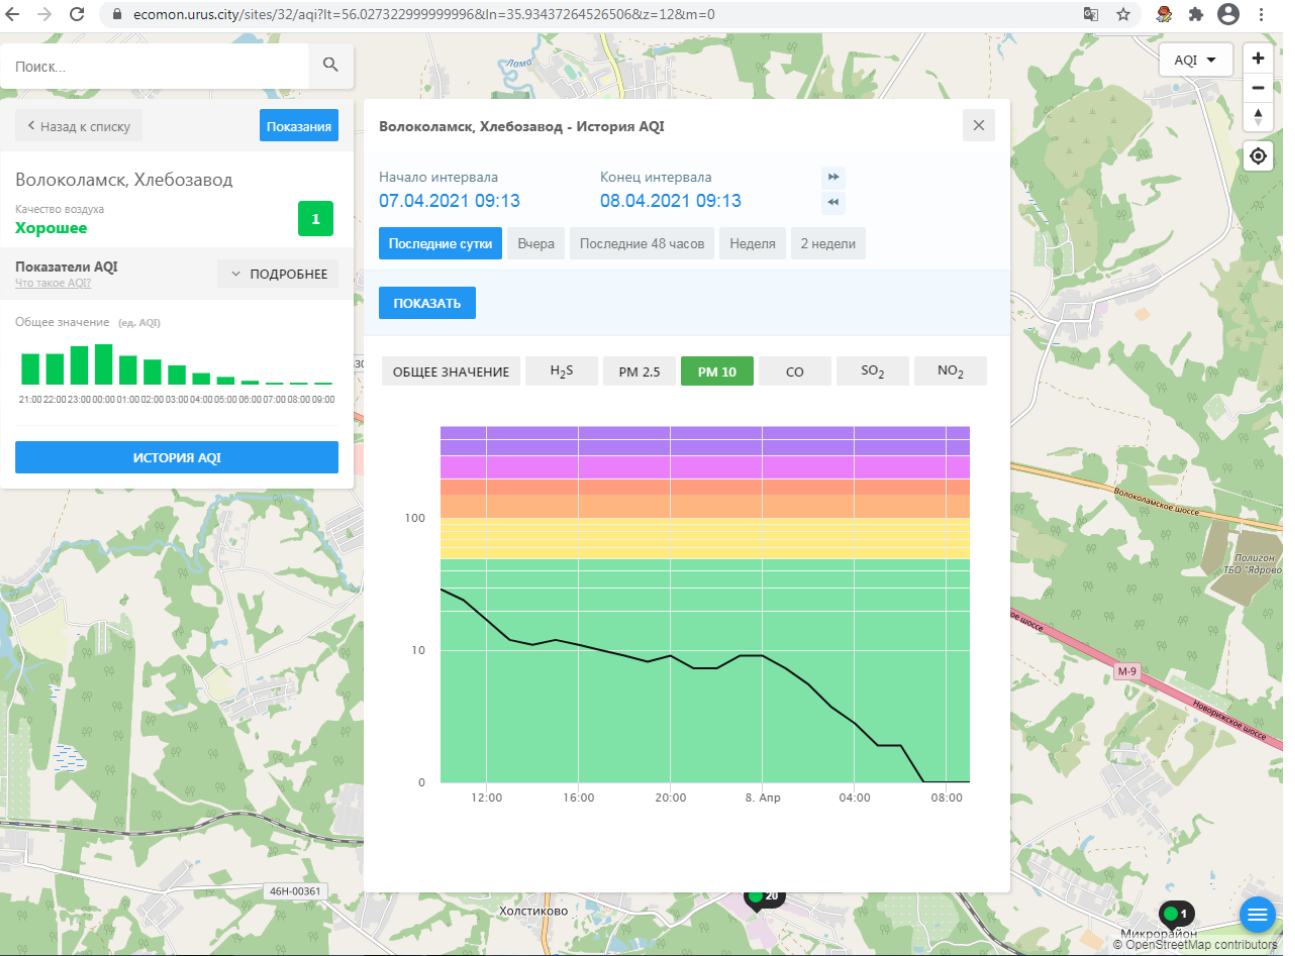 ecomon.urus.city/sites/32/aqi?lt=56.027322999999996&ln=35.93437264526506&z=12&m=0
Поиск...
AQI
Назад к списку
Показания
Волоколамск, Хлебозавод
Качество воздуха
Хорошее
1
Показатели AQI
Что такое AQI?
ПОДРОБНЕЕ
Общее значение (ед. AQI)
21:00 22:00 23:00 00:00 01:00 02:00 03:00 04:00 05:00 06:00 07:00 08:00 09:00
ИСТОРИЯ AQI
Волоколамск, Хлебозавод - История AQI
Начало интервала
07.04.2021 09:13
Конец интервала
08.04.2021 09:13
Последние сутки
Вчера
Последние 48 часов
Неделя
2 недели
ПОКАЗАТЬ
ОБЩЕЕ ЗНАЧЕНИЕ
H2S
PM 2.5
PM 10
CO
SO2
NO2
100
10
0
12:00
16:00
20:00
8. Апр
04:00
08:00
Лама
Волоколамское шоссе
Полигон
ТБО "Ядрово
М-9
Новорижское шоссе
46Н-00361
Холстиково
20
1
Микрорайон
© OpenStreetMap contributors